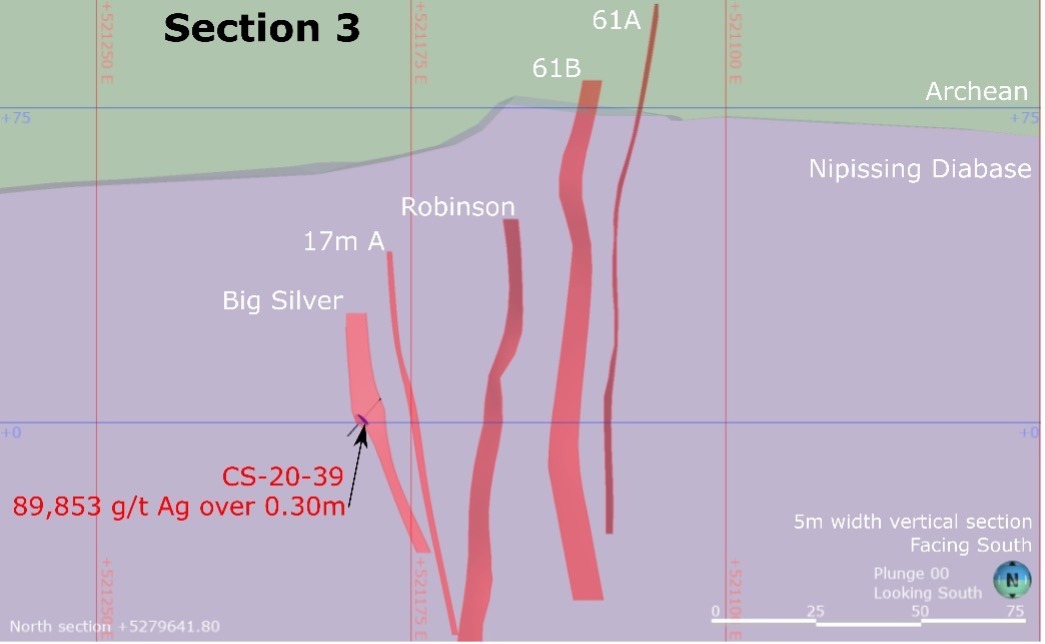 Section 3
+521250 E
+521175 E
+521100 E
61A
61B
Archean
+75
+75
Nipissing Diabase
Robinson
17m A
Big Silver
+0
+0
CS-20-39
89,853 g/t Ag over 0.30m
5m width vertical section
Facing South
Plunge 00
Looking South
N
0 25 50 75
+521250 E
+521175 E
+521100 E
North section +5279641.80